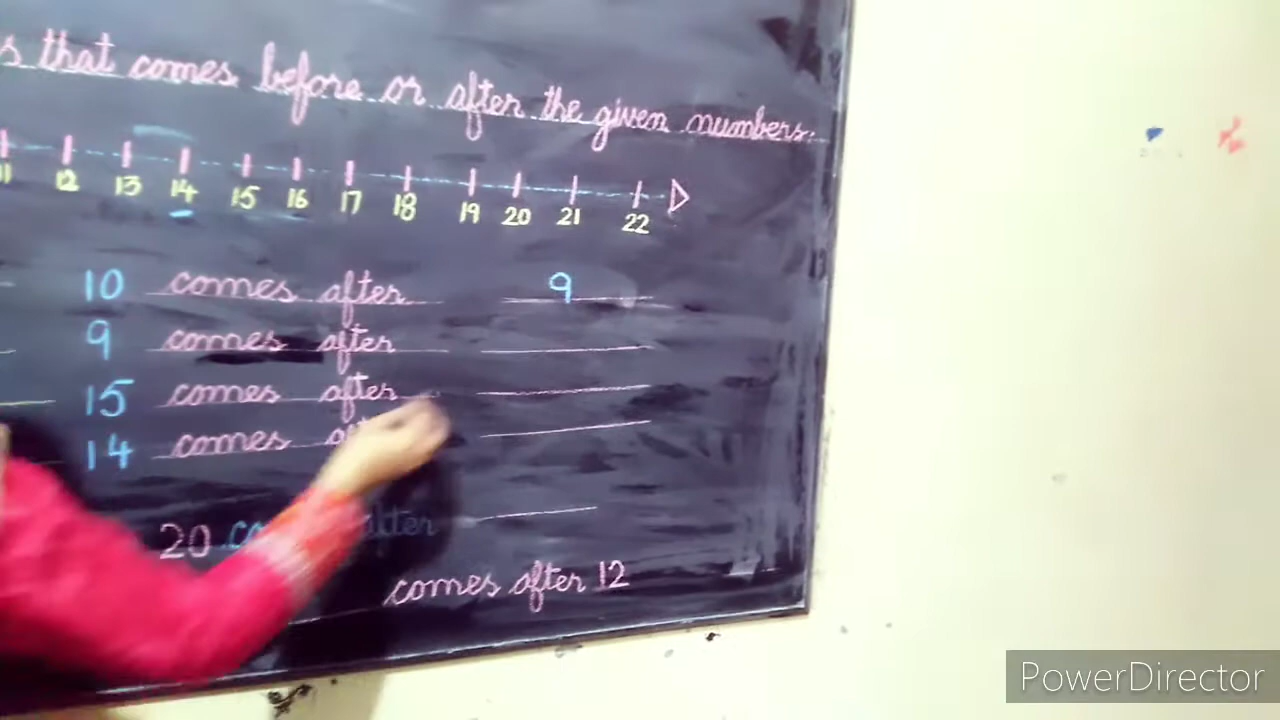 s that comes before or after the given numbers.
11 12 13 14 15 16 17 18 19 20 21 22
10 comes after 9
9 comes after
15 comes after
14 comes
20 after
comes after 12
PowerDirector